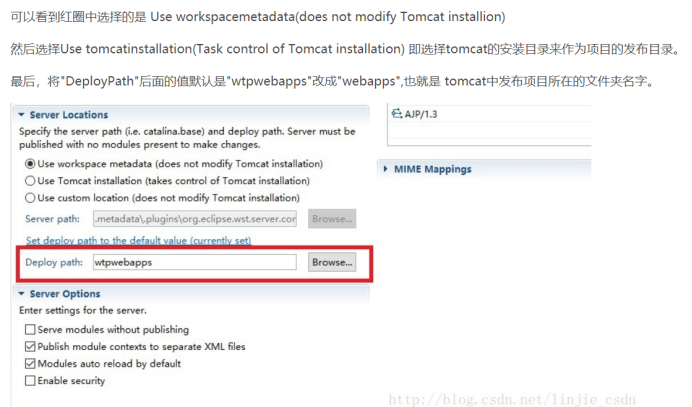 可以看到红圈中选择的是 Use workspacemetadata(does not modify Tomcat installion)
然后选择Use tomcatinstallation(Task control of Tomcat installation) 即选择tomcat的安装目录来作为项目的发布目录。
最后，将"DeployPath"后面的值默认是"wtpwebapps"改成"webapps",也就是 tomcat中发布项目所在的文件夹名字。
Server Locations
Specify the server path (i.e. catalina.base) and deploy path. Server must be
published with no modules present to make changes.
Use workspace metadata (does not modify Tomcat installation)
Use Tomcat installation (takes control of Tomcat installation)
Use custom location (does not modify Tomcat installation)
Server path: .metadata\.plugins\org.eclipse.wst.server.cor Browse...
Set deploy path to the default value (currently set)
Deploy path: wtpwebapps Browse...
Server Options
Enter settings for the server.
Serve modules without publishing
Publish module contexts to separate XML files
Modules auto reload by default
Enable security
AJP/1.3
MIME Mappings
http://blog.csdn.net/linjie_csdn